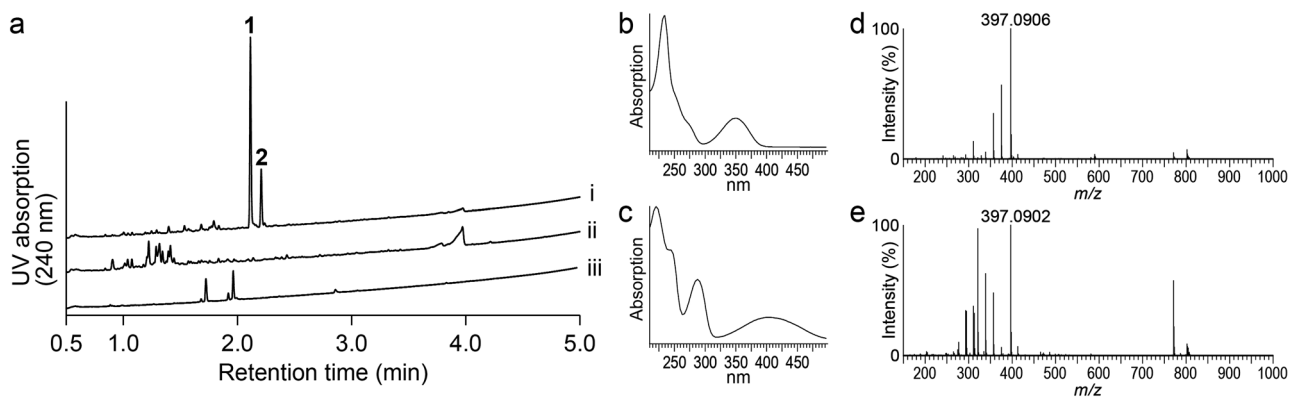 a
1
2
i
ii
iii
UV absorption
(240 nm)
0.5 1.0 2.0 3.0 4.0 5.0
Retention time (min)
b
Absorption
250 300 350 400 450
nm
c
Absorption
250 300 350 400 450
nm
d
397.0906
100
0
Intensity (%)
200 300 400 500 600 700 800 900 1000
m/z
e
397.0902
100
0
Intensity (%)
200 300 400 500 600 700 800 900 1000
m/z